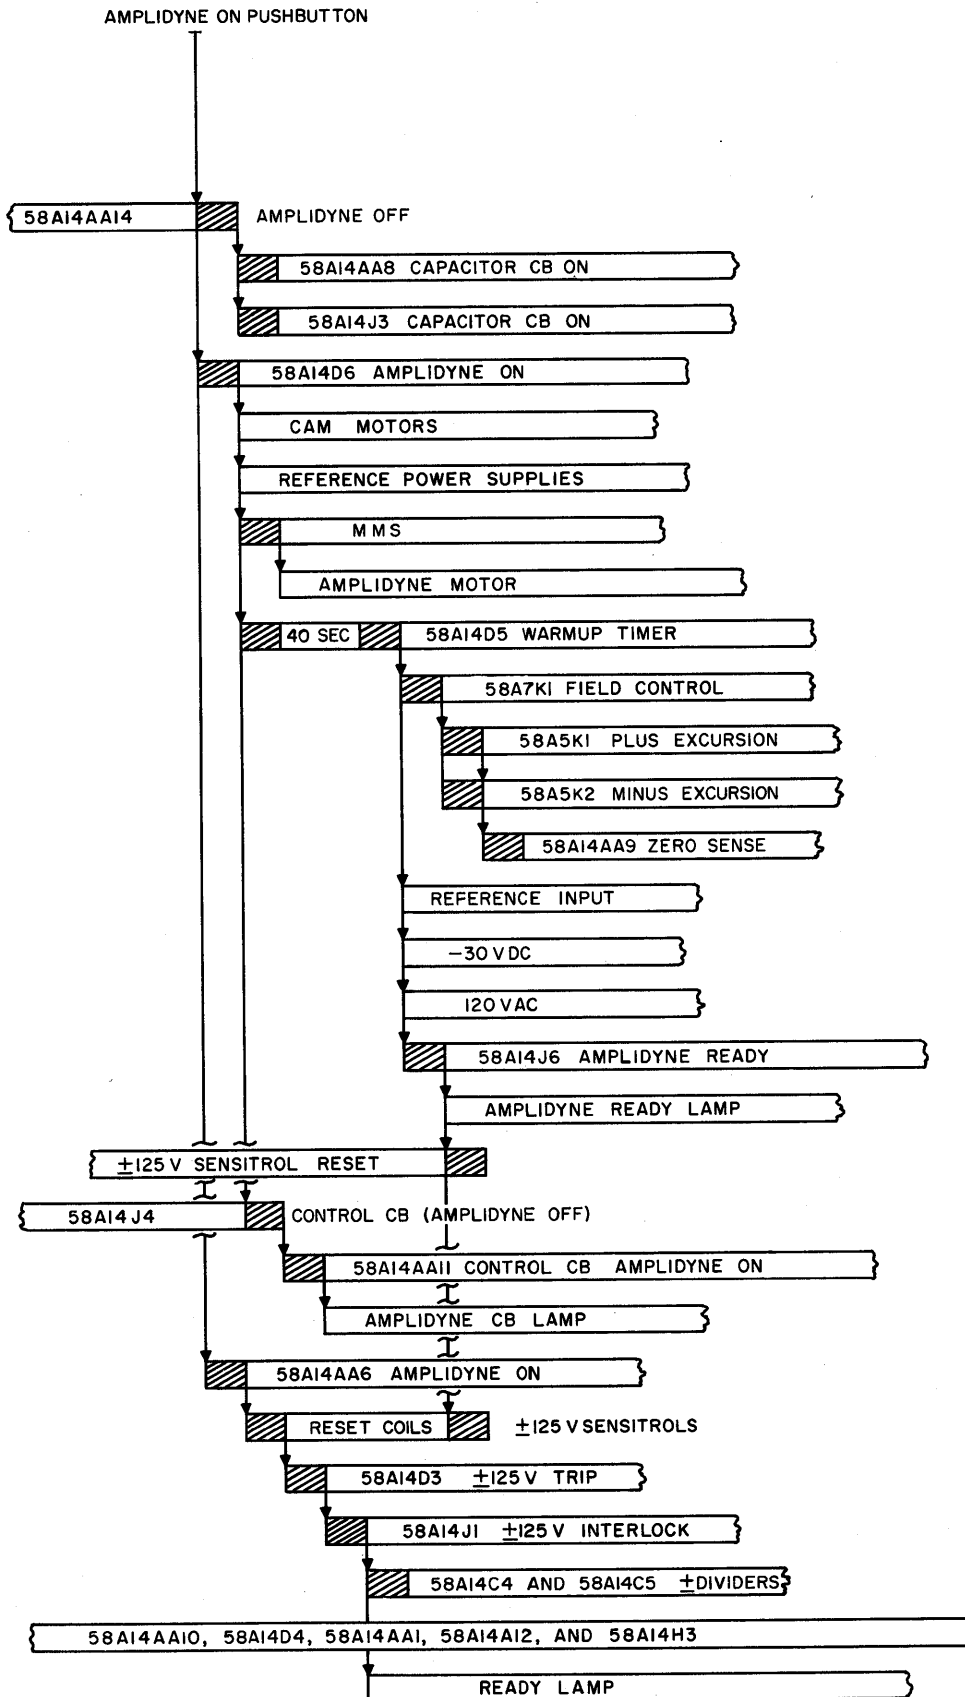 AMPLIDYNE ON PUSHBUTTON
58A14AA14 AMPLIDYNE OFF
58A14AA8 CAPACITOR CB ON
58A14J3 CAPACITOR CB ON
58A14D6 AMPLIDYNE ON
CAM MOTORS
REFERENCE POWER SUPPLIES
MMS
AMPLIDYNE MOTOR
40 SEC 58A14D5 WARMUP TIMER
58A7K1 FIELD CONTROL
58A5K1 PLUS EXCURSION
58A5K2 MINUS EXCURSION
58A14AA9 ZERO SENSE
REFERENCE INPUT
-30 VDC
120 VAC
58A14J6 AMPLIDYNE READY
AMPLIDYNE READY LAMP
±125 V SENSITROL RESET
58A14J4 CONTROL CB (AMPLIDYNE OFF)
58A14AA11 CONTROL CB AMPLIDYNE ON
AMPLIDYNE CB LAMP
58A14AA6 AMPLIDYNE ON
RESET COILS ±125 V SENSITROLS
58A14D3 ±125 V TRIP
58A14J1 ±125 V INTERLOCK
58A14C4 AND 58A14C5 ±DIVIDERS
58A14AA10, 58A14D4, 58A14AA1, 58A14A12, AND 58A14H3
READY LAMP